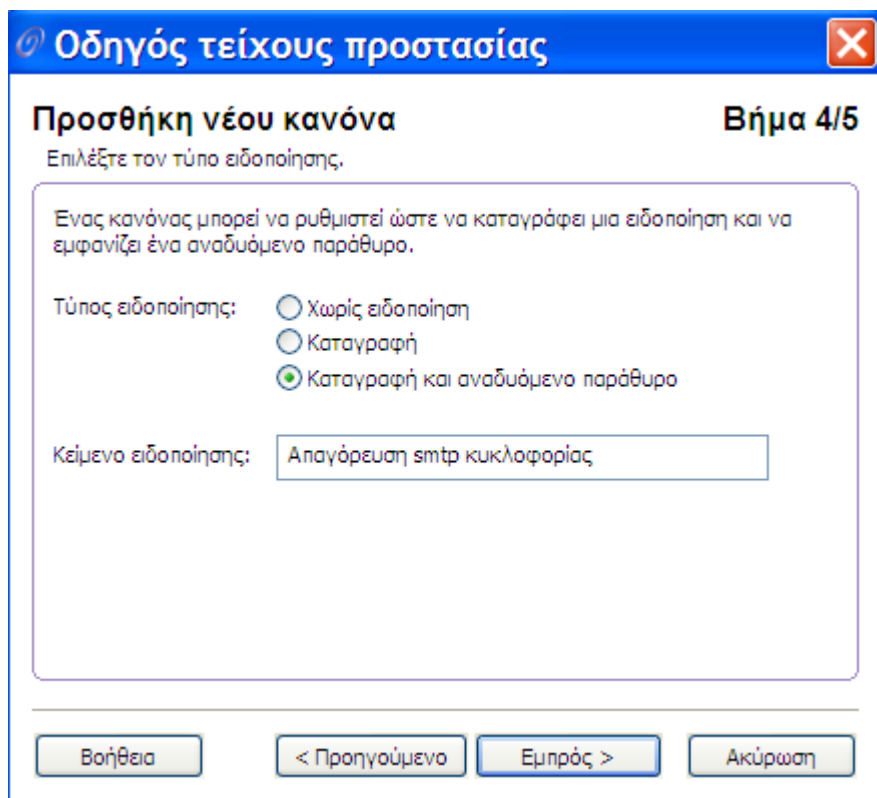 Οδηγός τείχους προστασίας
Προσθήκη νέου κανόνα Βήμα 4/5
Επιλέξτε τον τύπο ειδοποίησης.
Ένας κανόνας μπορεί να ρυθμιστεί ώστε να καταγράφει μια ειδοποίηση και να
εμφανίζει ένα αναδυόμενο παράθυρο.
Τύπος ειδοποίησης: Χωρίς ειδοποίηση
Καταγραφή
Καταγραφή και αναδυόμενο παράθυρο
Κείμενο ειδοποίησης: Απαγόρευση smtp κυκλοφορίας
Βοήθεια < Προηγούμενο Εμπρός > Ακύρωση